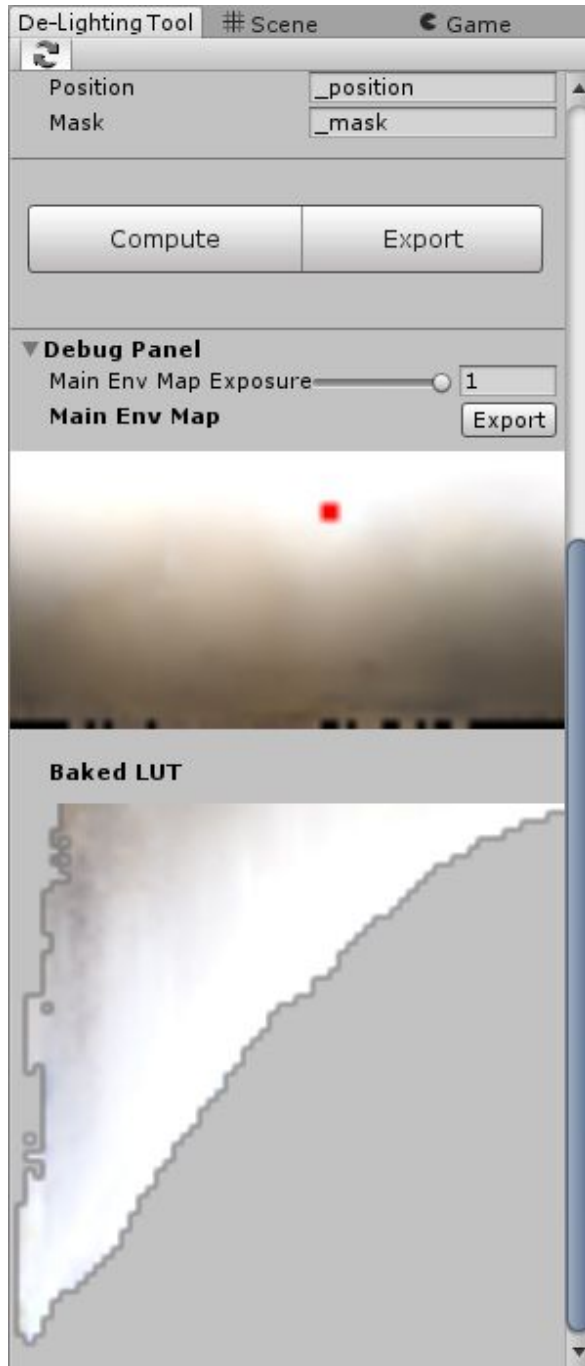 De-Lighting Tool Scene Game
Position _position
Mask _mask
Compute Export
Debug Panel
Main Env Map Exposure 1
Main Env Map Export
Baked LUT